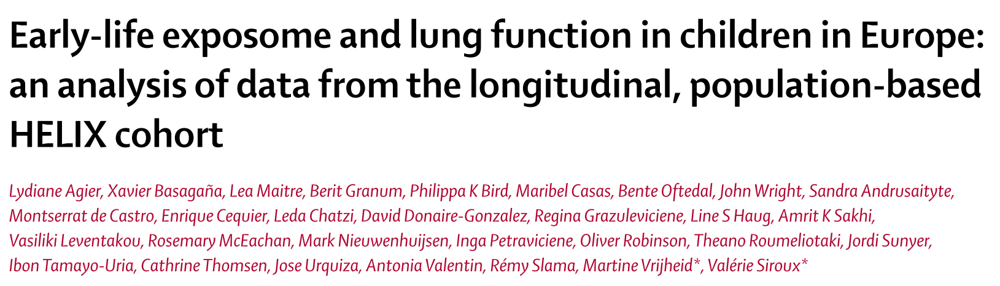 Early-life exposome and lung function in children in Europe:
an analysis of data from the longitudinal, population-based
HELIX cohort
Lydiane Agier, Xavier Basagaña, Lea Maitre, Berit Granum, Philippa K Bird, Maribel Casas, Bente Oftedal, John Wright, Sandra Andrusaityte,
Montserrat de Castro, Enrique Cequier, Leda Chatzi, David Donaire-Gonzalez, Regina Grazuleviciene, Line S Haug, Amrit K Sakhi,
Vasiliki Leventakou, Rosemary McEachan, Mark Nieuwenhuijsen, Inga Petraviciene, Oliver Robinson, Theano Roumeliotaki, Jordi Sunyer,
Ibon Tamayo-Uria, Cathrine Thomsen, Jose Urquiza, Antonia Valentin, Rémy Slama, Martine Vrijheid*, Valérie Siroux*